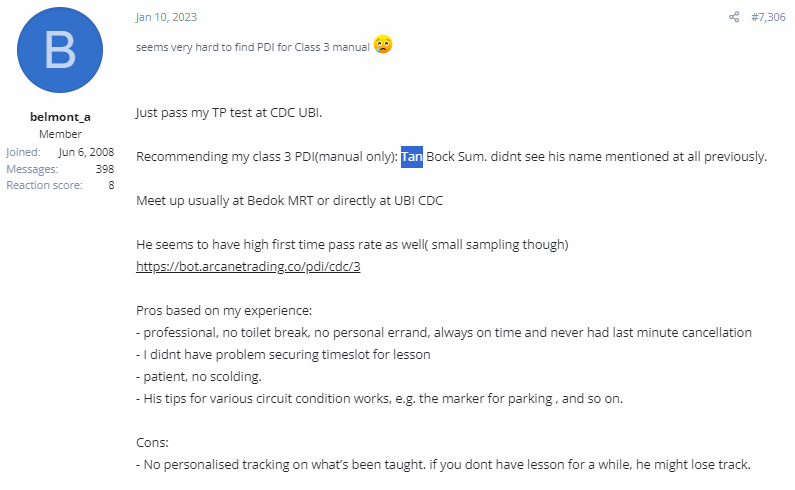 B
belmont_a
Member
Joined: Jun 6, 2008
Messages: 398
Reaction score: 8
Jan 10, 2023
#7,306
seems very hard to find PDI for Class 3 manual
Just pass my TP test at CDC UBI.
Recommending my class 3 PDI(manual only): Tan Bock Sum. didnt see his name mentioned at all previously.
Meet up usually at Bedok MRT or directly at UBI CDC
He seems to have high first time pass rate as well( small sampling though)
https://bot.arcanetrading.co/pdi/cdc/3
Pros based on my experience:
- professional, no toilet break, no personal errand, always on time and never had last minute cancellation
- I didnt have problem securing timeslot for lesson
- patient, no scolding.
- His tips for various circuit condition works, e.g. the marker for parking , and so on.
Cons:
- No personalised tracking on what’s been taught. if you dont have lesson for a while, he might lose track.